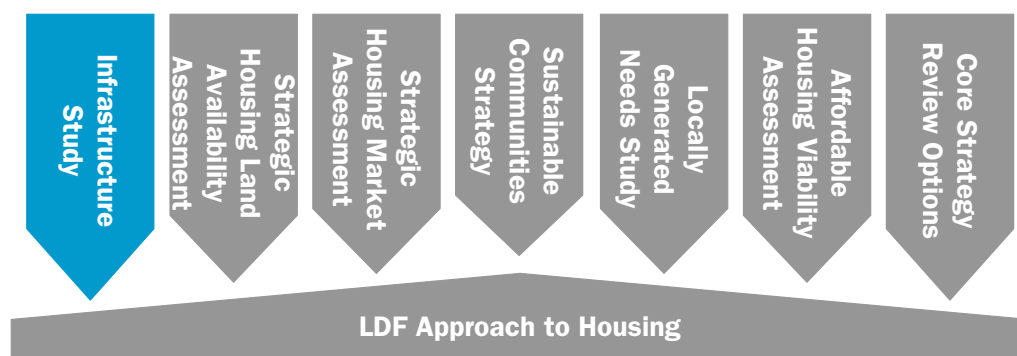 Infrastructure
Study
Strategic
Housing Land
Availability
Assessment
Strategic
Housing Market
Assessment
Sustainable
Communities
Strategy
Locally
Generated
Needs Study
Affordable
Housing Viability
Assessment
Core Strategy
Review Options
LDF Approach to Housing